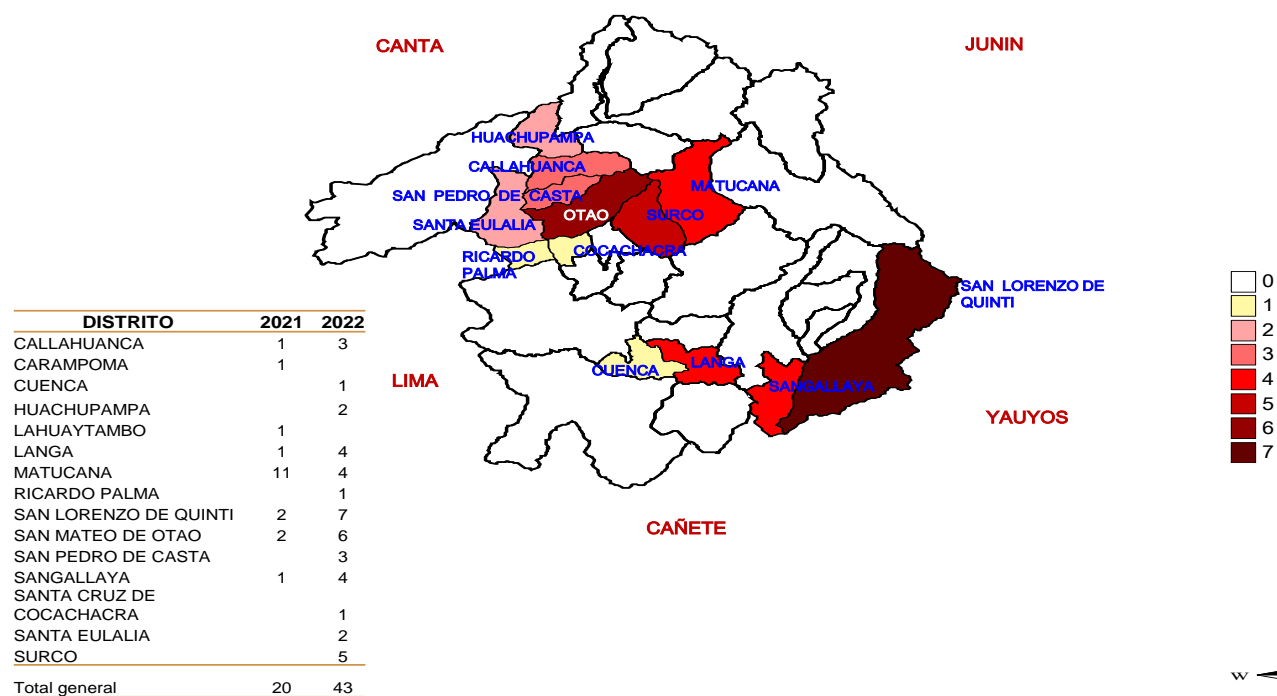 CANTA
JUNIN
HUACHUPAMPA
CALLAHUANCA
MATUCANA
SAN PEDRO DE CASTA
OTAO
SURCO
SANTA EULALIA
COCACHACRA
RICARDO
PALMA
SAN LORENZO DE
QUINTI
LANGA
CUENCA
SANGALLAYA
LIMA
YAUYOS
CAÑETE
0
1
2
3
4
5
6
7
DISTRITO 2021 2022
CALLAHUANCA 1 3
CARAMPOMA 1
CUENCA 1
HUACHUPAMPA 2
LAHUAYTAMBO 1
LANGA 1 4
MATUCANA 11 4
RICARDO PALMA 1
SAN LORENZO DE QUINTI 2 7
SAN MATEO DE OTAO 2 6
SAN PEDRO DE CASTA 3
SANGALLAYA 1 4
SANTA CRUZ DE
COCACHACRA 1
SANTA EULALIA 2
SURCO 5
Total general 20 43
W